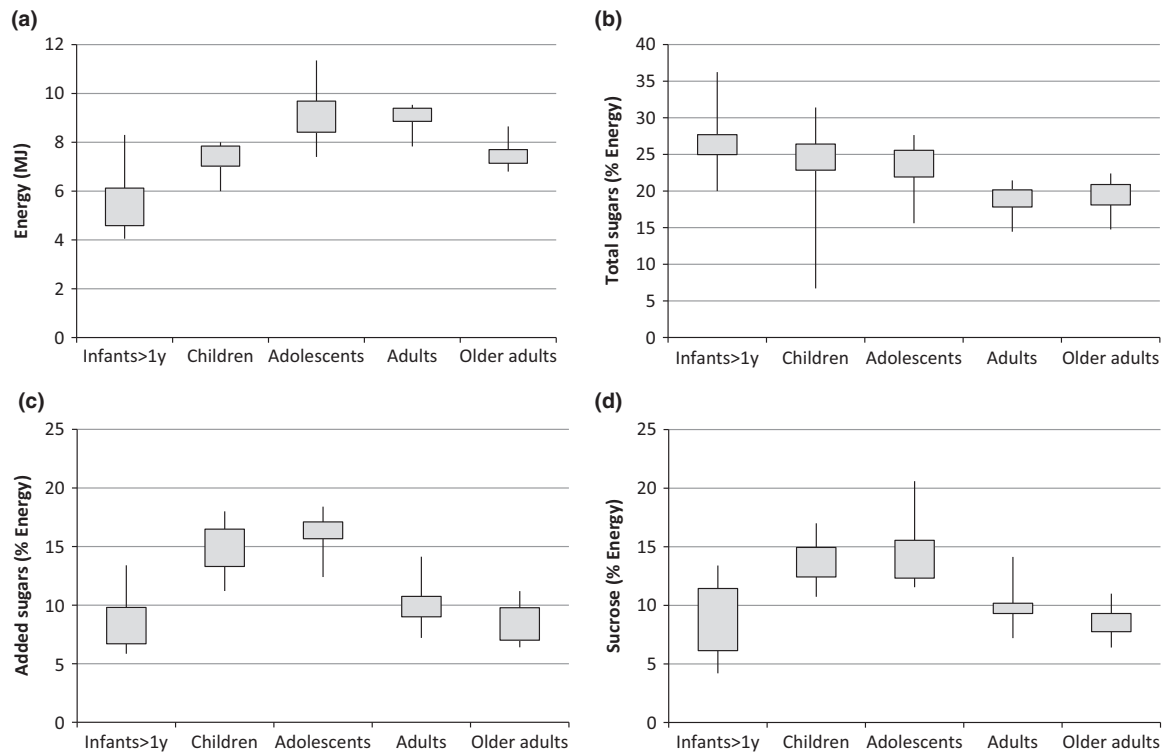 (a)
12
10
8
6
4
2
0
Energy (MJ)
Infants>1y Children Adolescents Adults Older adults
(b)
40
35
30
25
20
15
10
5
0
Total sugars (% Energy)
Infants>1y Children Adolescents Adults Older adults
(c)
25
20
15
10
5
0
Added sugars (% Energy)
Infants>1y Children Adolescents Adults Older adults
(d)
25
20
15
10
5
0
Sucrose (% Energy)
Infants>1y Children Adolescents Adults Older adults